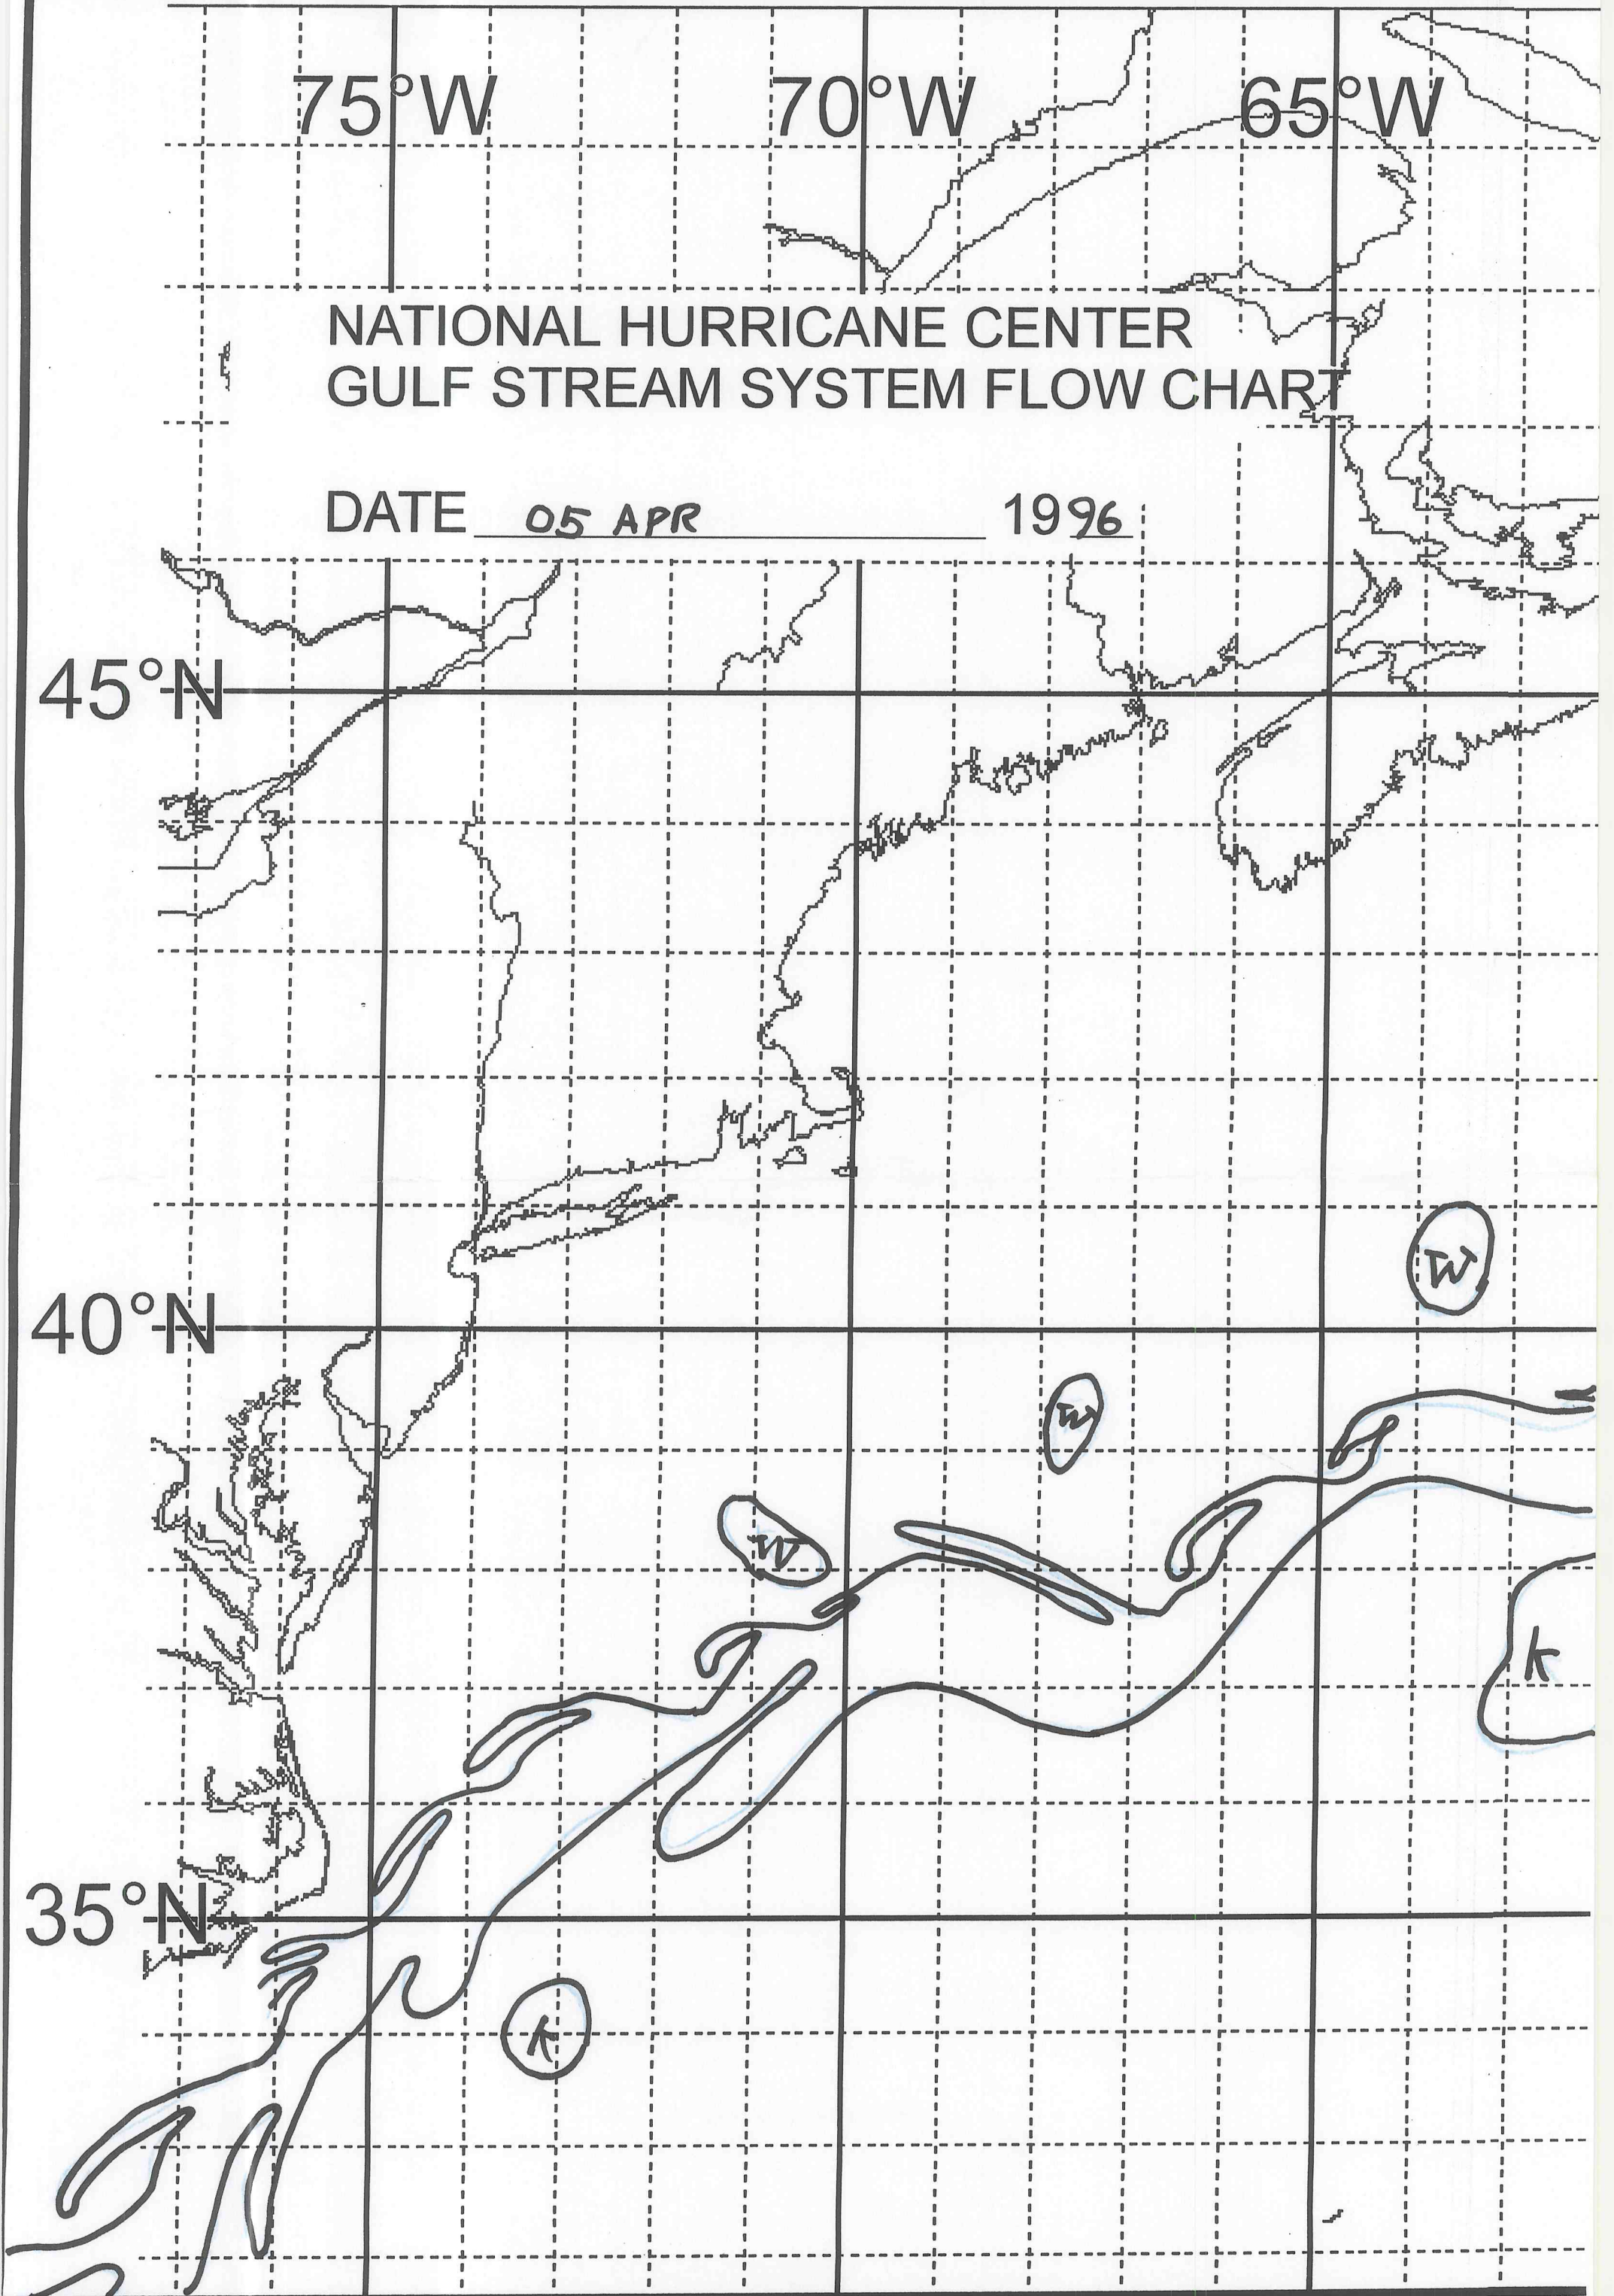 75°W 70°W 65°W
NATIONAL HURRICANE CENTER
GULF STREAM SYSTEM FLOW CHART
DATE 05 APR 1996
45°N
W
40°N
W
W
K
35°N
K